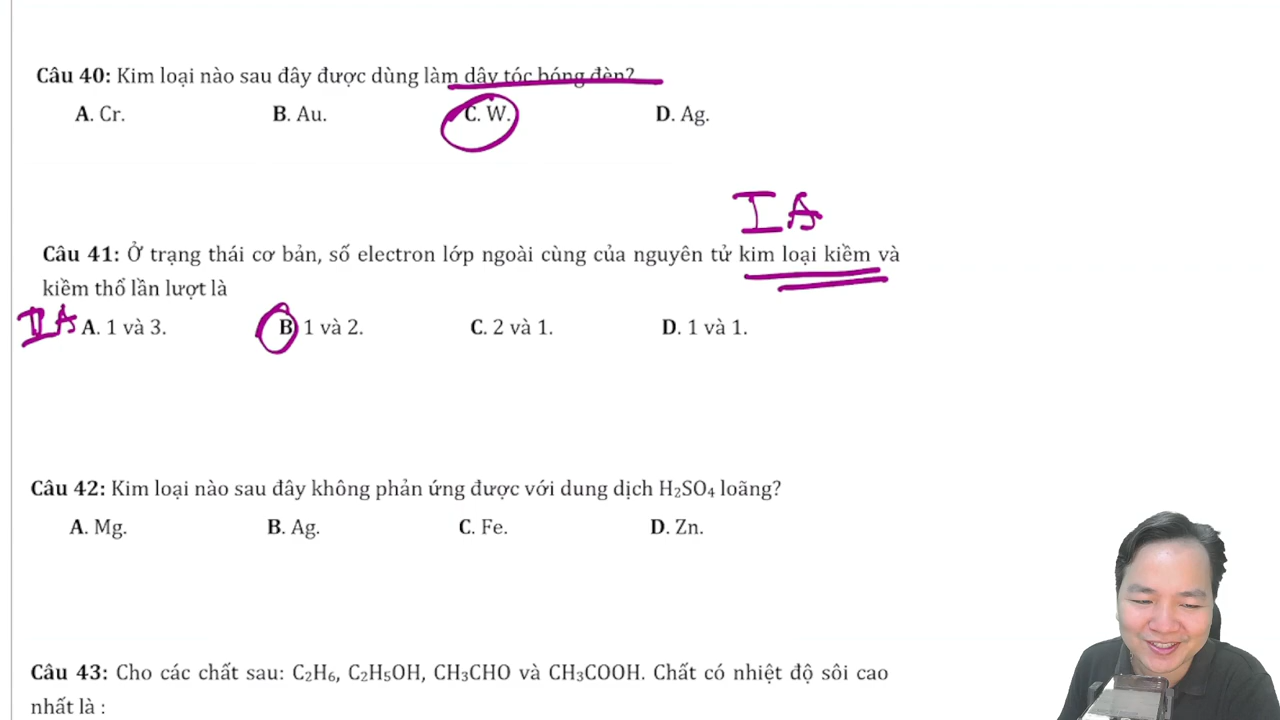 Câu 40: Kim loại nào sau đây được dùng làm dây tóc bóng đèn?
A. Cr. B. Au. C. W. D. Ag.
IA
Câu 41: Ở trạng thái cơ bản, số electron lớp ngoài cùng của nguyên tử kim loại kiềm và
kiềm thổ lần lượt là
IIA A. 1 và 3. B 1 và 2. C. 2 và 1. D. 1 và 1.
Câu 42: Kim loại nào sau đây không phản ứng được với dung dịch H₂SO₄ loãng?
A. Mg. B. Ag. C. Fe. D. Zn.
Câu 43: Cho các chất sau: C₂H₆, C₂H₅OH, CH₃CHO và CH₃COOH. Chất có nhiệt độ sôi cao
nhất là :